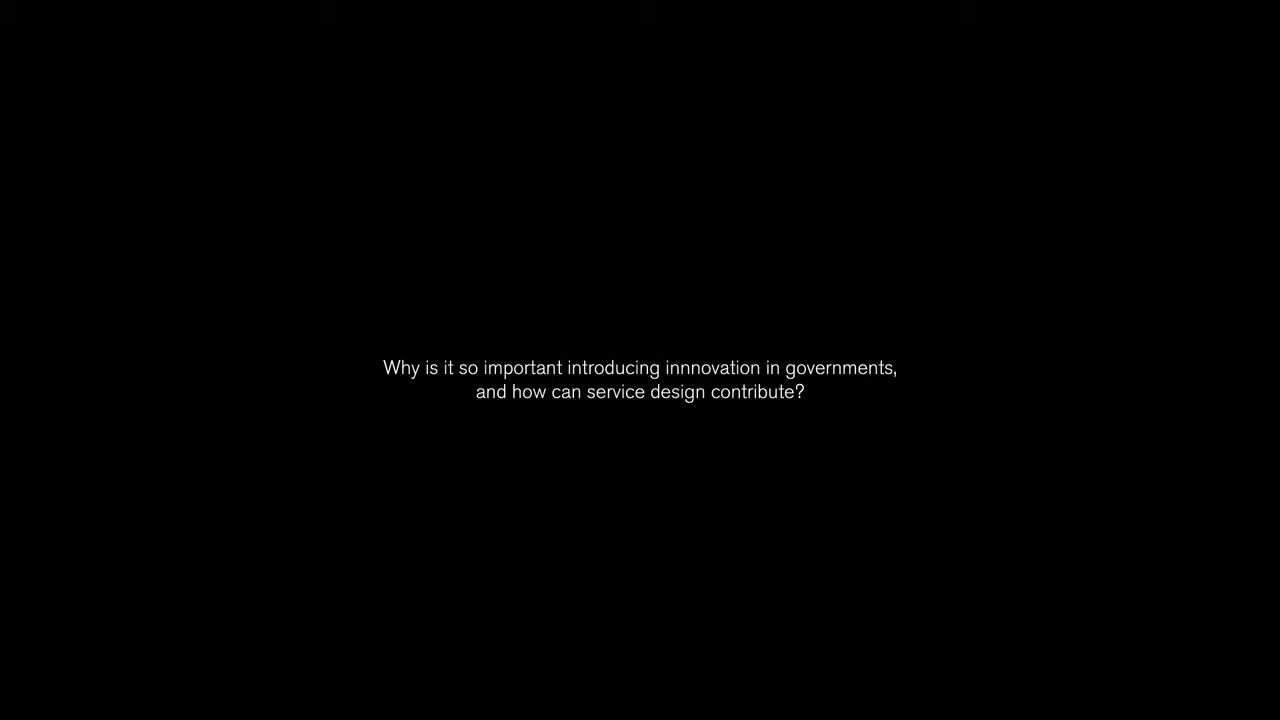 Why is it so important introducing innnovation in governments,
and how can service design contribute?